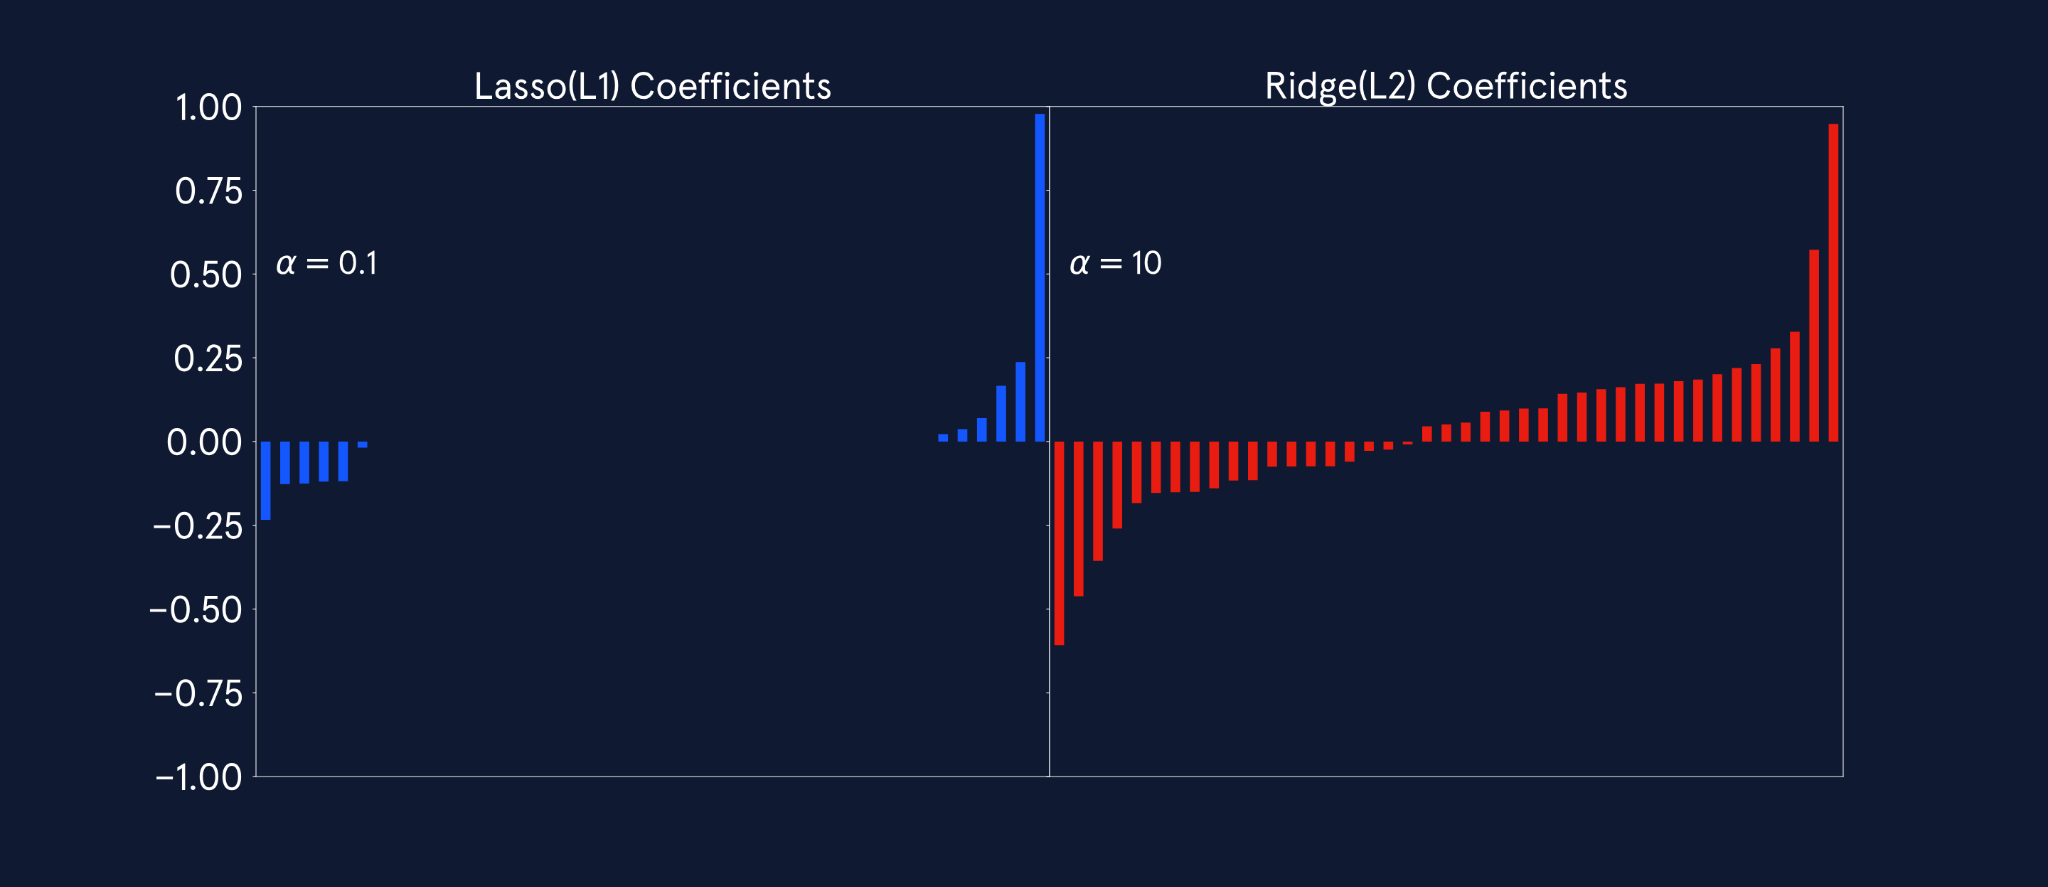 Lasso(L1) Coefficients
Ridge(L2) Coefficients
1.00
0.75
0.50
0.25
0.00
−0.25
−0.50
−0.75
−1.00
α = 0.1
α = 10